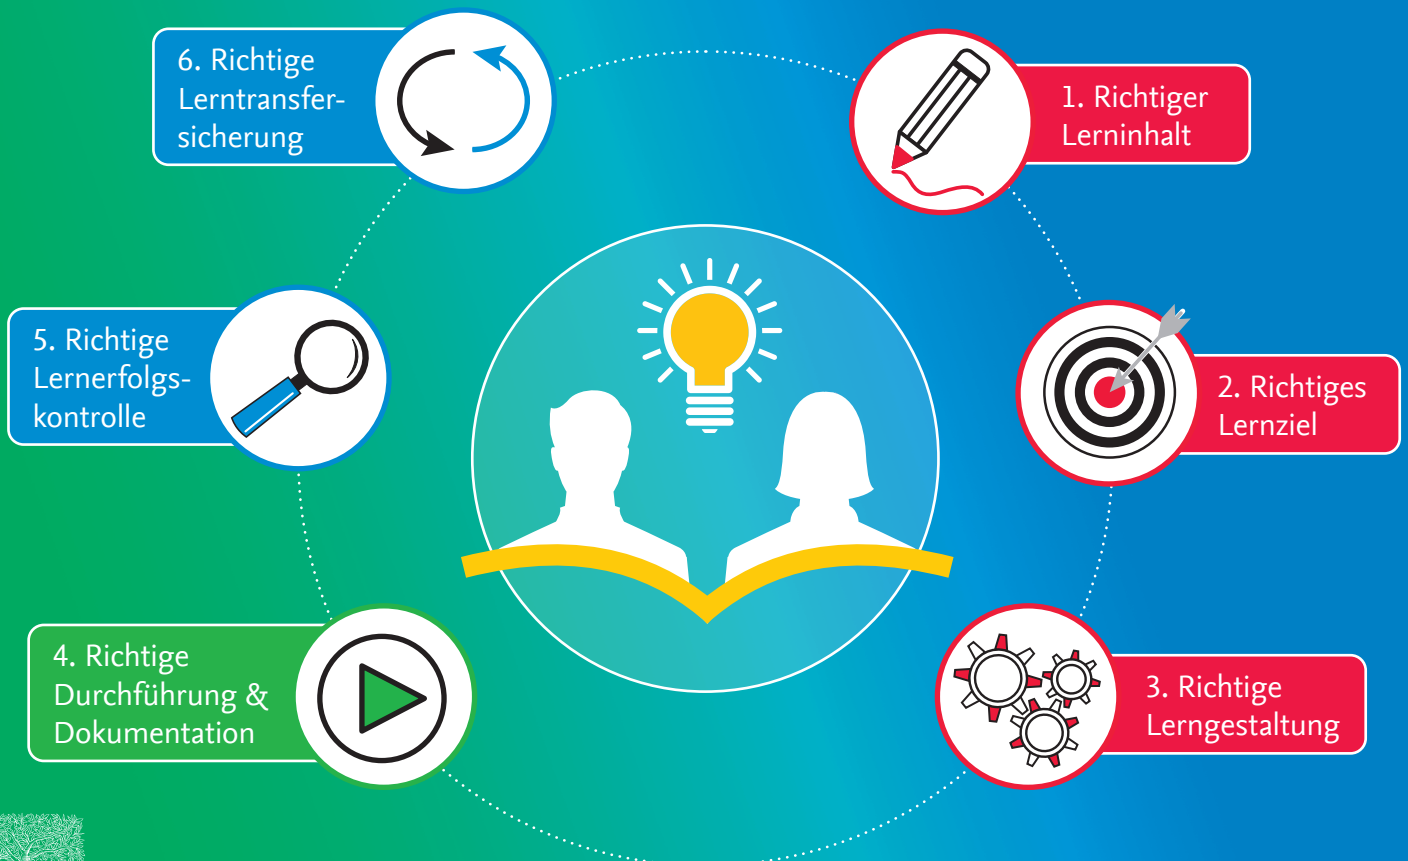 1. Richtiger
Lerninhalt
2. Richtiges
Lernziel
3. Richtige
Lerngestaltung
4. Richtige
Durchführung &
Dokumentation
5. Richtige
Lernerfolgs-
kontrolle
6. Richtige
Lerntransfer-
sicherung